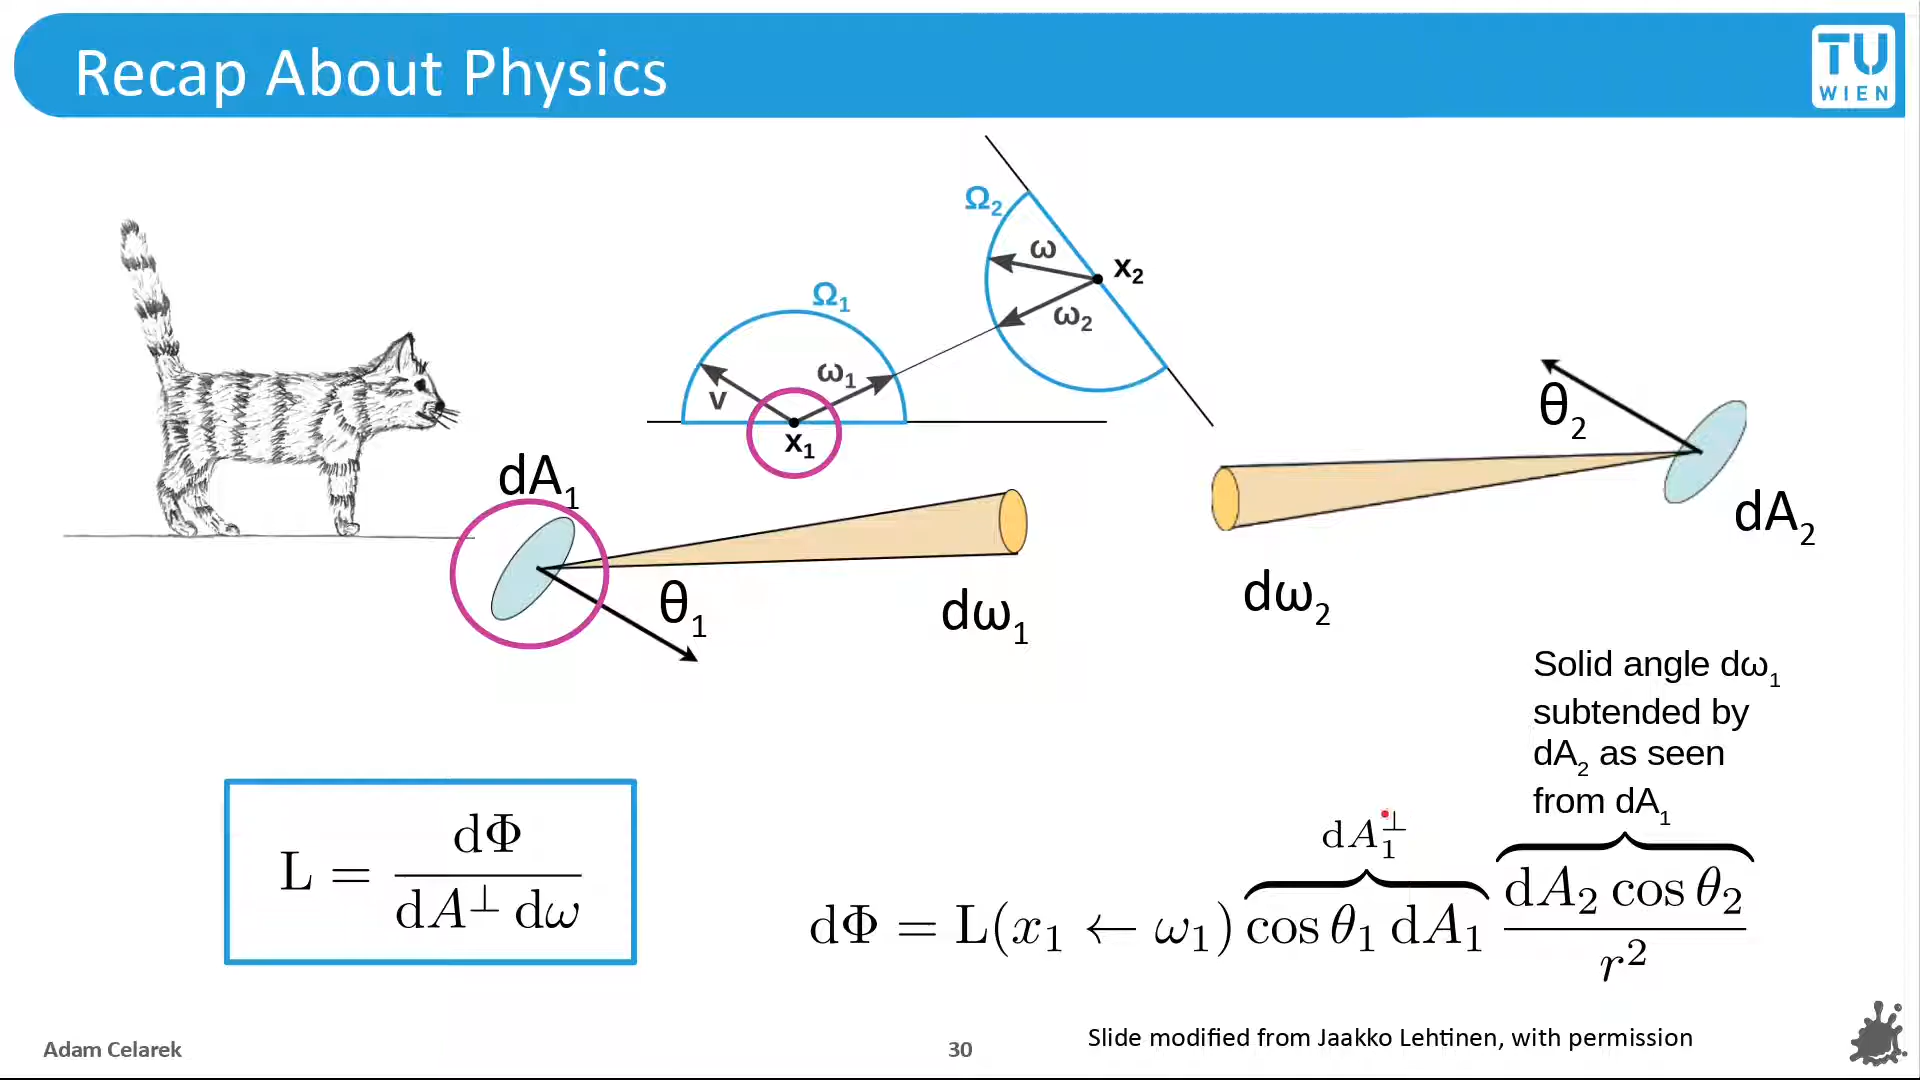 Recap About Physics
TU
WIEN
Ω₂
ω
x₂
ω₂
Ω₁
ω₁
v
x₁
θ₂
dA₁
dA₂
θ₁
dω₁
dω₂
Solid angle dω₁
subtended by
dA₂ as seen
from dA₁
L = dΦ / dA⊥ dω
dA₁⊥
dΦ = L(x₁ ← ω₁) cos θ₁ dA₁ dA₂ cos θ₂ / r²
Adam Celarek
30
Slide modified from Jaakko Lehtinen, with permission